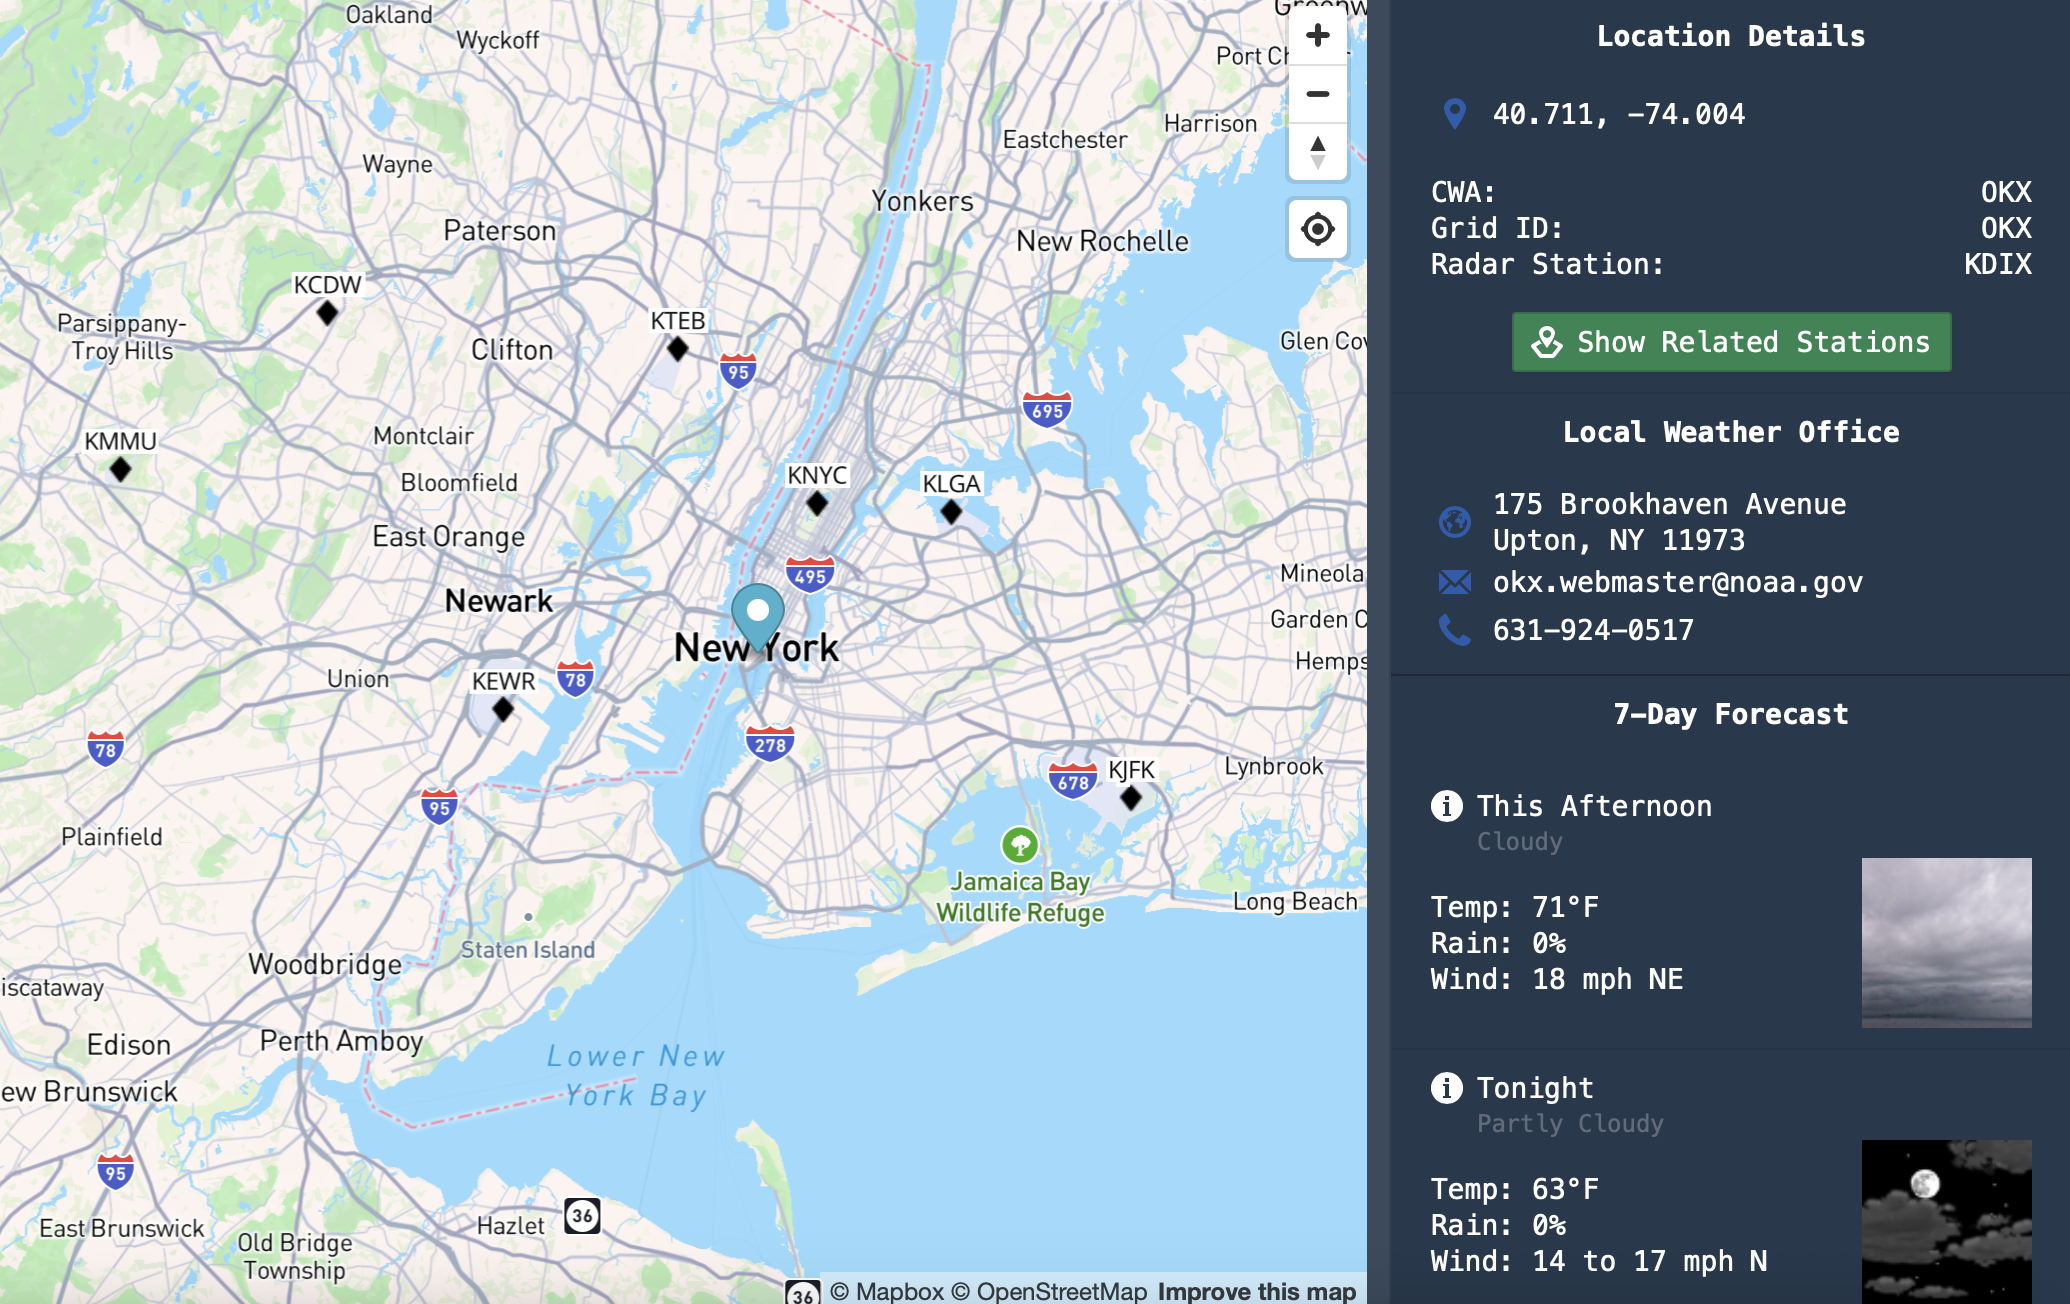 Oakland
Wyckoff
Port Ch
Harrison
Eastchester
Wayne
Yonkers
Paterson
New Rochelle
KCDW
KTEB
Parsippany-
Troy Hills
Clifton
Glen Cov
95
695
Montclair
KMMU
Bloomfield
KNYC
KLGA
East Orange
495
Mineola
Newark
Garden C
New York
Hemps
Union
KEWR
78
78
278
678
KJFK
Lynbrook
95
Plainfield
Jamaica Bay
Wildlife Refuge
Long Beach
Staten Island
Woodbridge
iscataway
Edison
Perth Amboy
Lower New
York Bay
ew Brunswick
95
East Brunswick
Hazlet
36
Old Bridge
Township
36
© Mapbox © OpenStreetMap Improve this map
Location Details
40.711, -74.004
CWA: OKX
Grid ID: OKX
Radar Station: KDIX
Show Related Stations
Local Weather Office
175 Brookhaven Avenue
Upton, NY 11973
okx.webmaster@noaa.gov
631-924-0517
7-Day Forecast
This Afternoon
Cloudy
Temp: 71°F
Rain: 0%
Wind: 18 mph NE
Tonight
Partly Cloudy
Temp: 63°F
Rain: 0%
Wind: 14 to 17 mph N